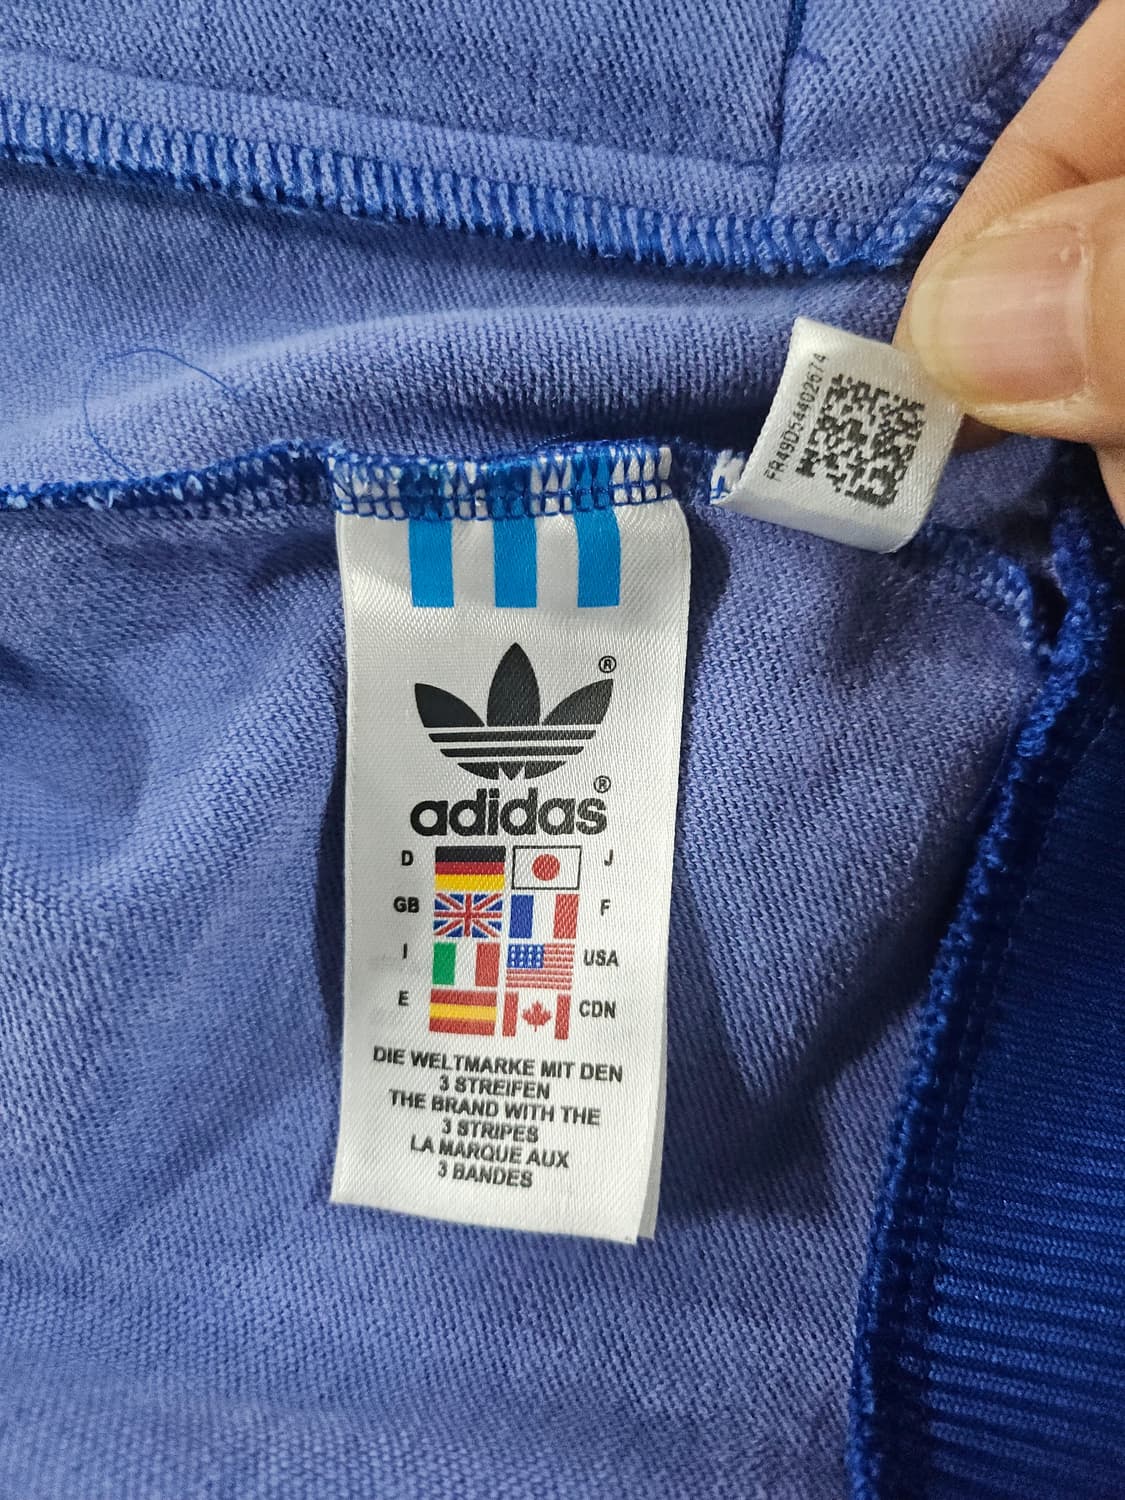 FR49D54402674
®
®
adidas
D J
GB F
I USA
E CDN
DIE WELTMARKE MIT DEN
3 STREIFEN
THE BRAND WITH THE
3 STRIPES
LA MARQUE AUX
3 BANDES